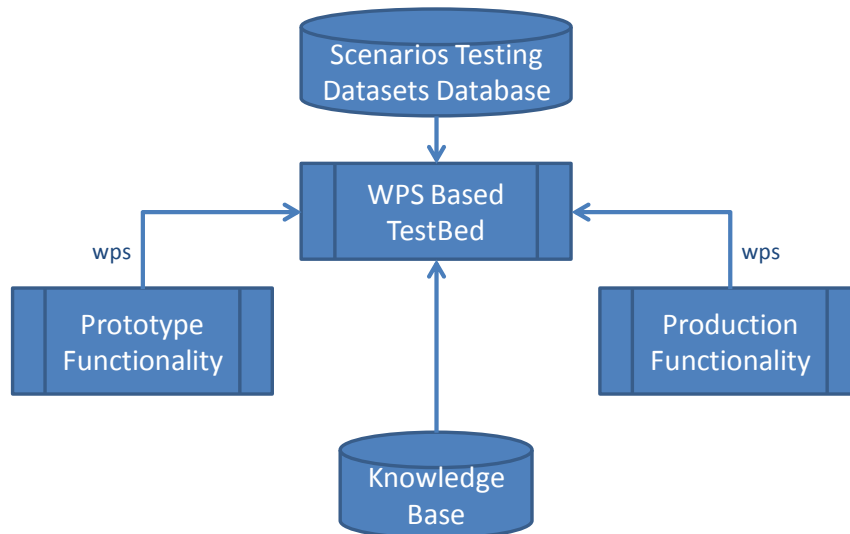 Scenarios Testing
Datasets Database
WPS Based
TestBed
wps
wps
Prototype
Functionality
Production
Functionality
Knowledge
Base